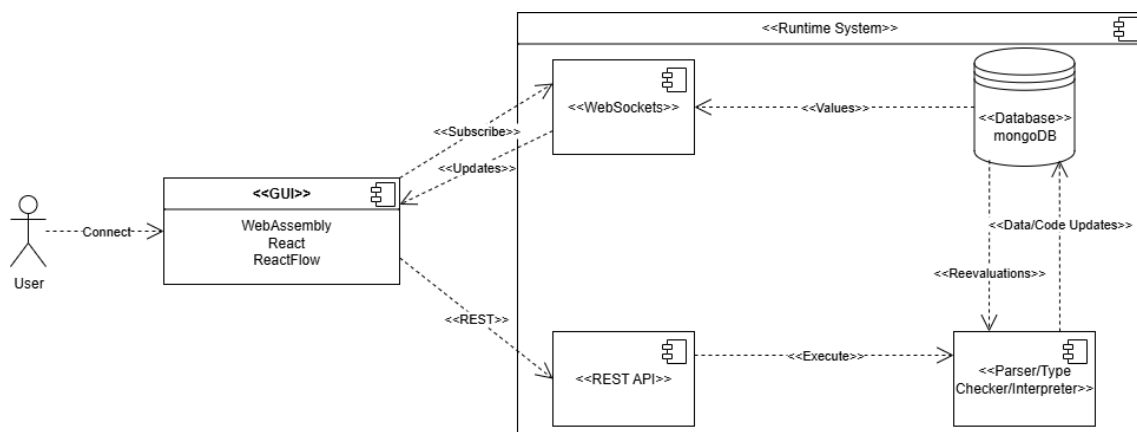 <<Runtime System>>
<<WebSockets>>
<<Values>>
<<Database>>
mongoDB
<<Subscribe>>
<<Updates>>
<<GUI>>
WebAssembly
React
ReactFlow
Connect
User
<<Data/Code Updates>>
<<Reevaluations>>
<<REST>>
<<REST API>>
<<Execute>>
<<Parser/Type
Checker/Interpreter>>